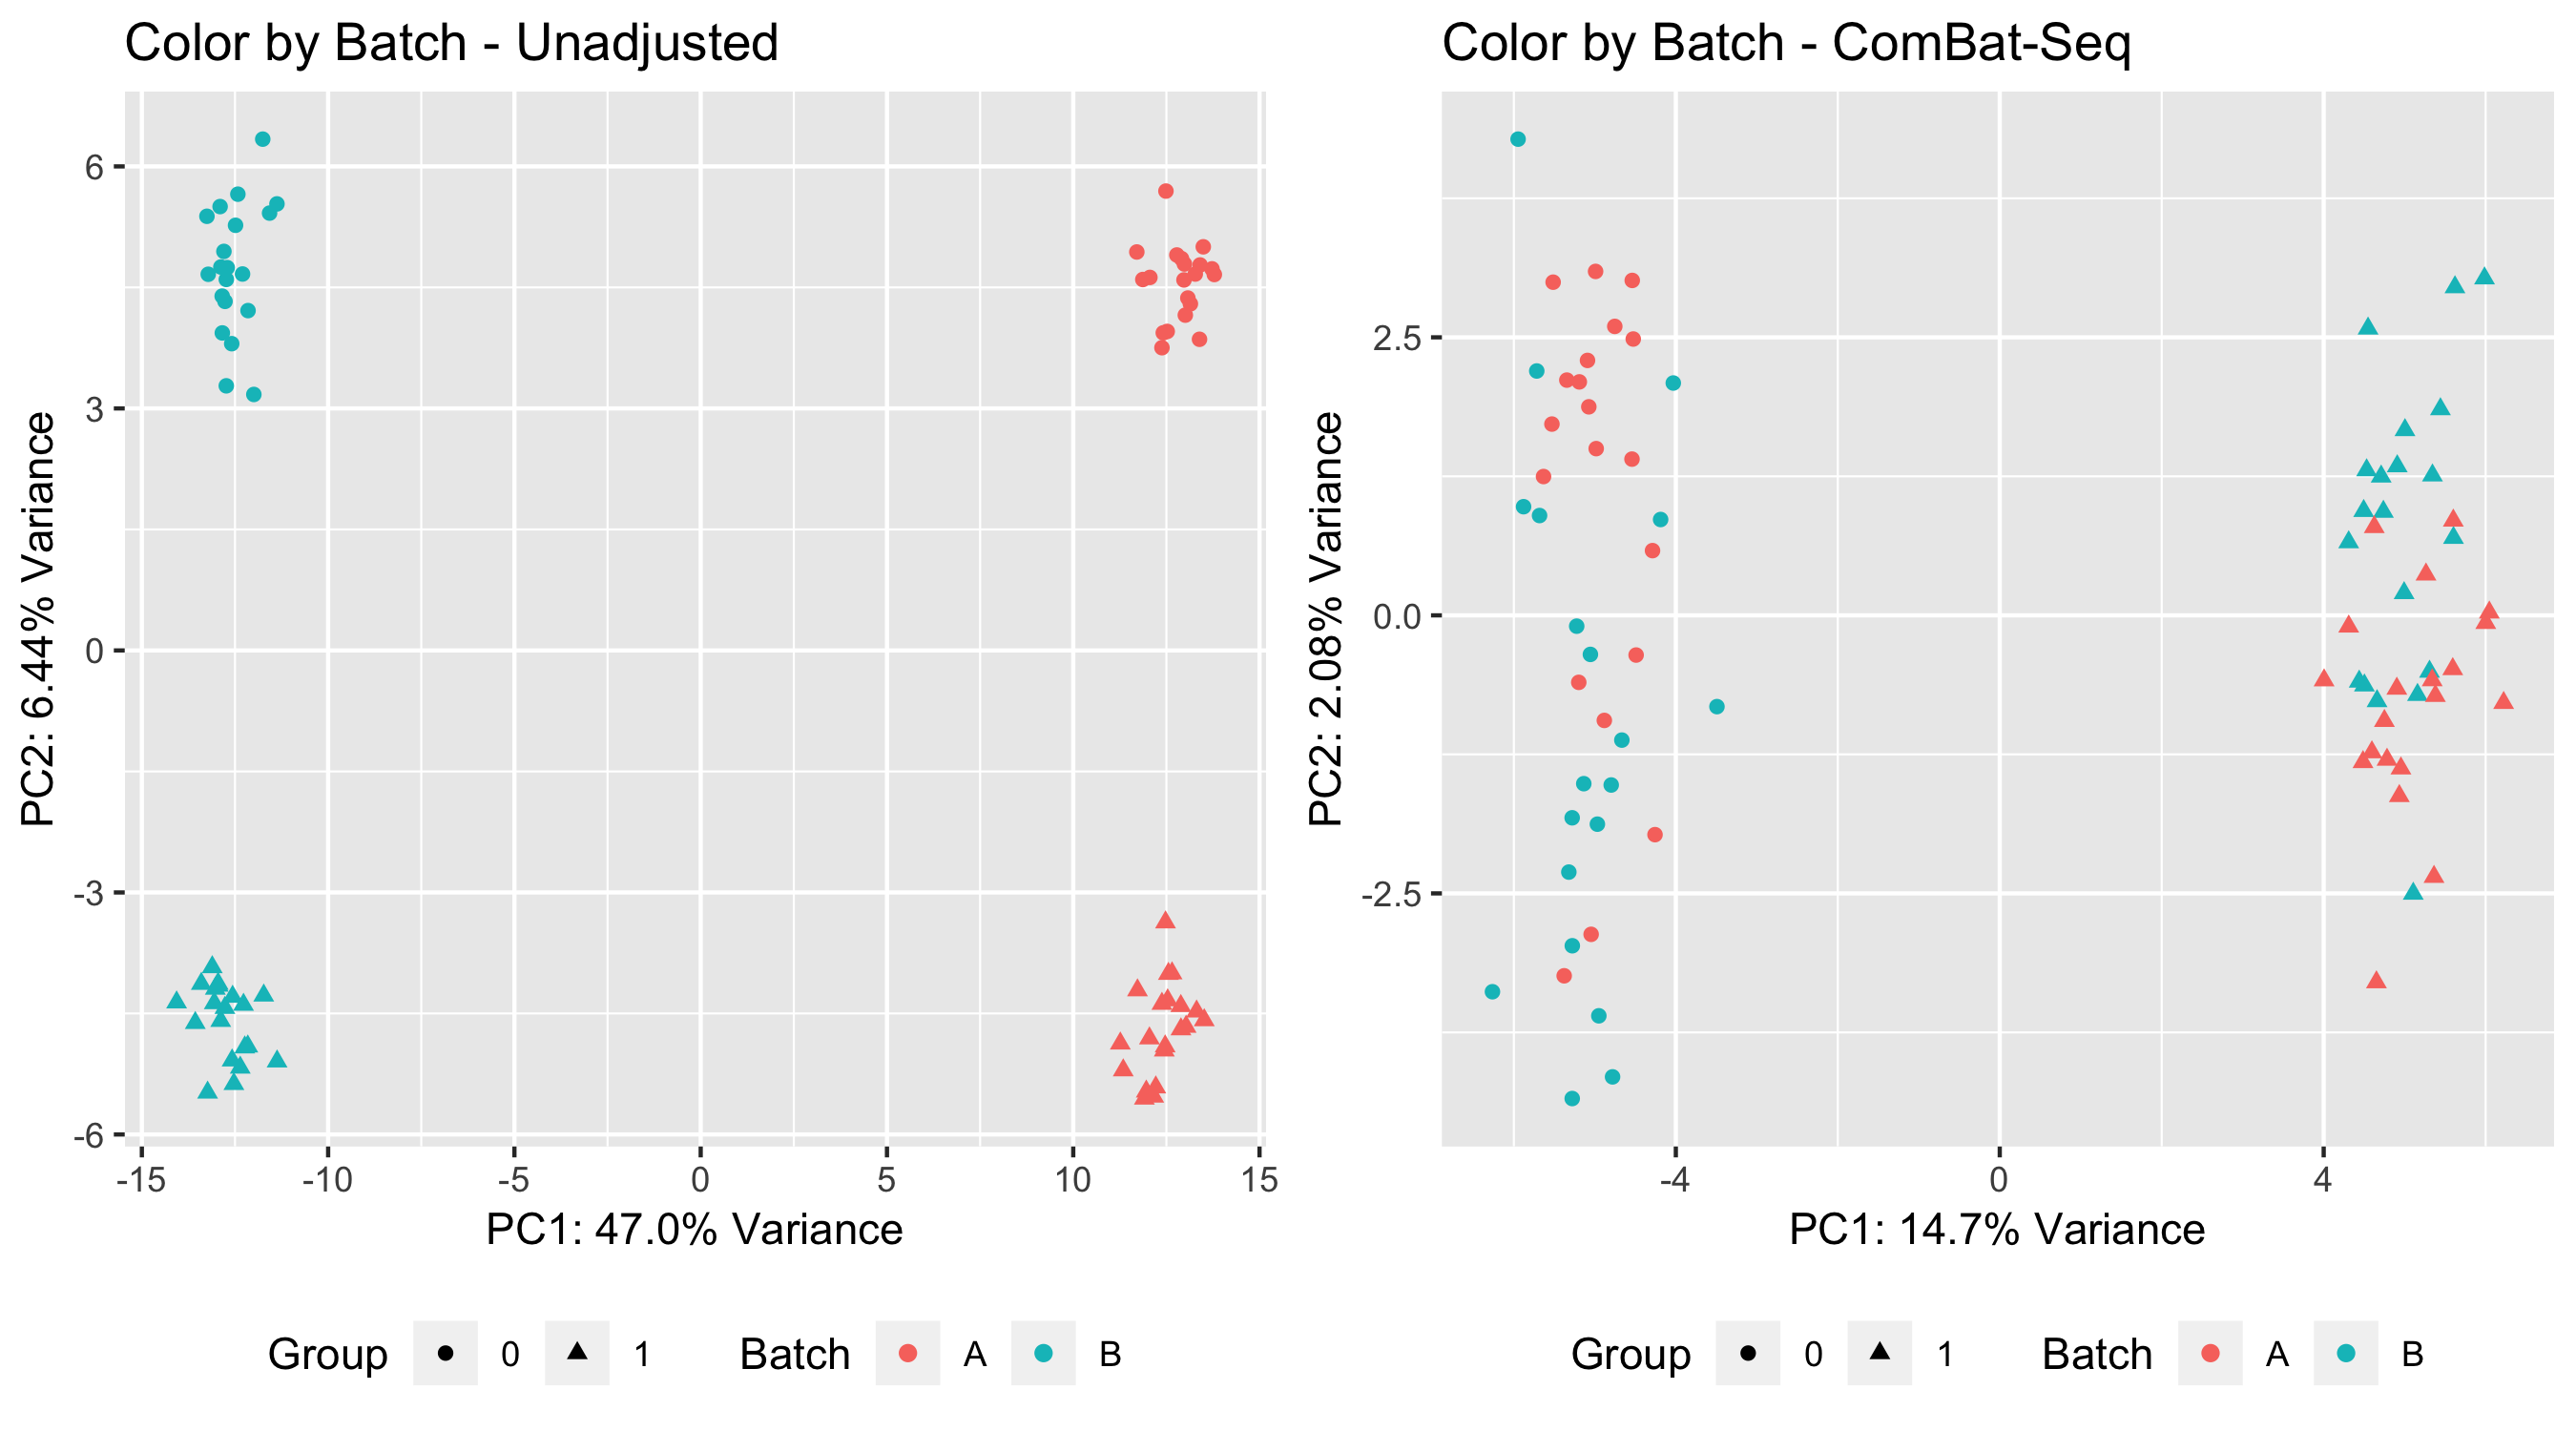 Color by Batch - Unadjusted
PC2: 6.44% Variance
6
3
0
-3
-6
-15 -10 -5 0 5 10 15
PC1: 47.0% Variance
Group 0 1 Batch A B
Color by Batch - ComBat-Seq
PC2: 2.08% Variance
2.5
0.0
-2.5
-4 0 4
PC1: 14.7% Variance
Group 0 1 Batch A B